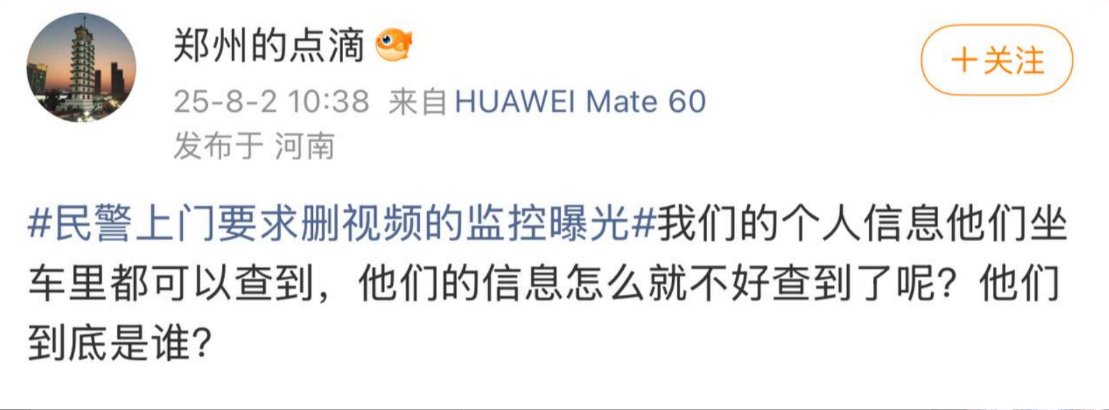 郑州的点滴
+关注
25-8-2 10:38 来自 HUAWEI Mate 60
发布于 河南
#民警上门要求删视频的监控曝光#我们的个人信息他们坐
车里都可以查到，他们的信息怎么就不好查到了呢？他们
到底是谁？